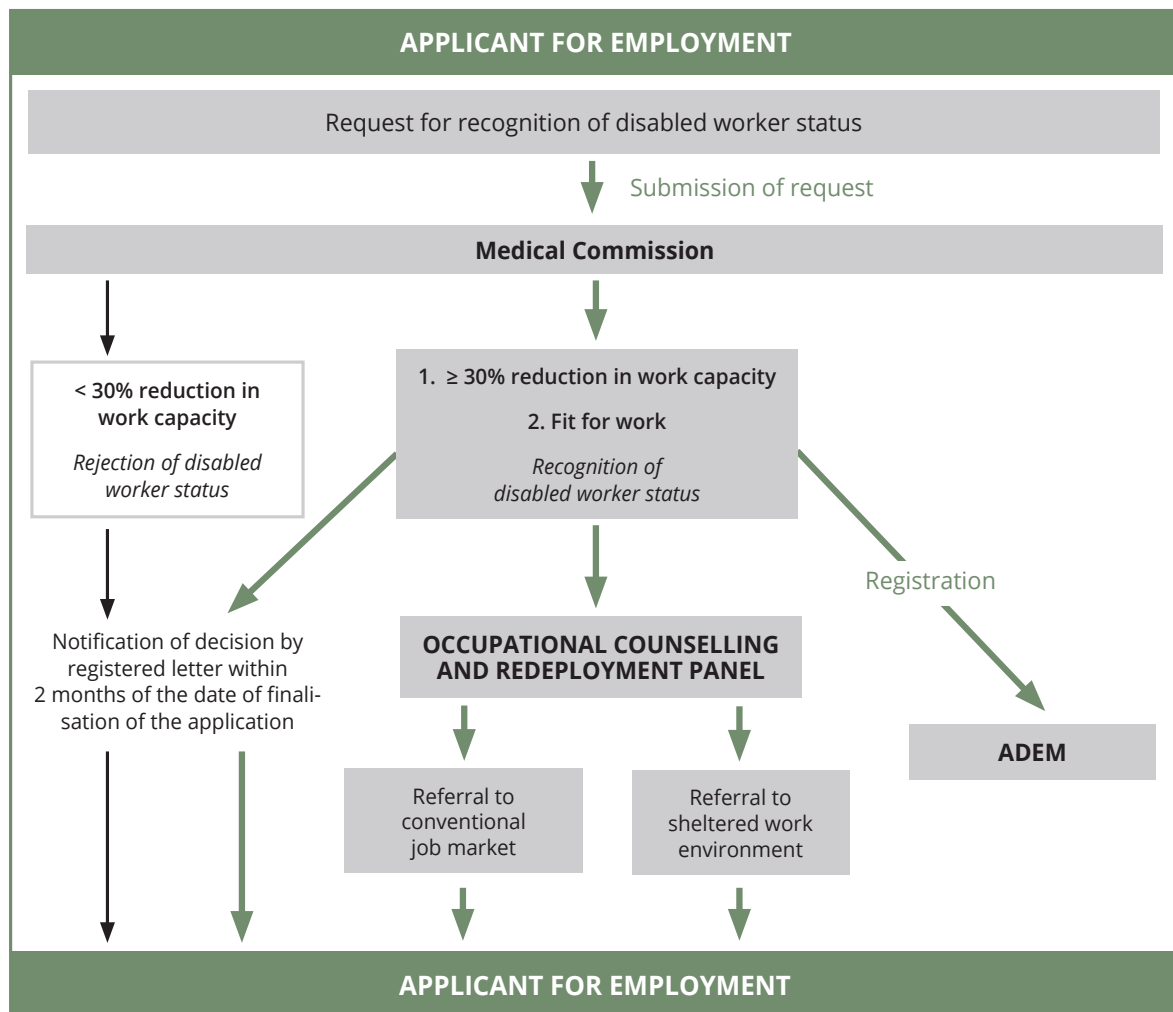 APPLICANT FOR EMPLOYMENT
Request for recognition of disabled worker status
Submission of request
Medical Commission
< 30% reduction in
work capacity
Rejection of disabled
worker status
1. ≥ 30% reduction in work capacity
2. Fit for work
Recognition of
disabled worker status
Registration
Notification of decision by
registered letter within
2 months of the date of finali-
sation of the application
OCCUPATIONAL COUNSELLING
AND REDEPLOYMENT PANEL
ADEM
Referral to
conventional
job market
Referral to
sheltered work
environment
APPLICANT FOR EMPLOYMENT